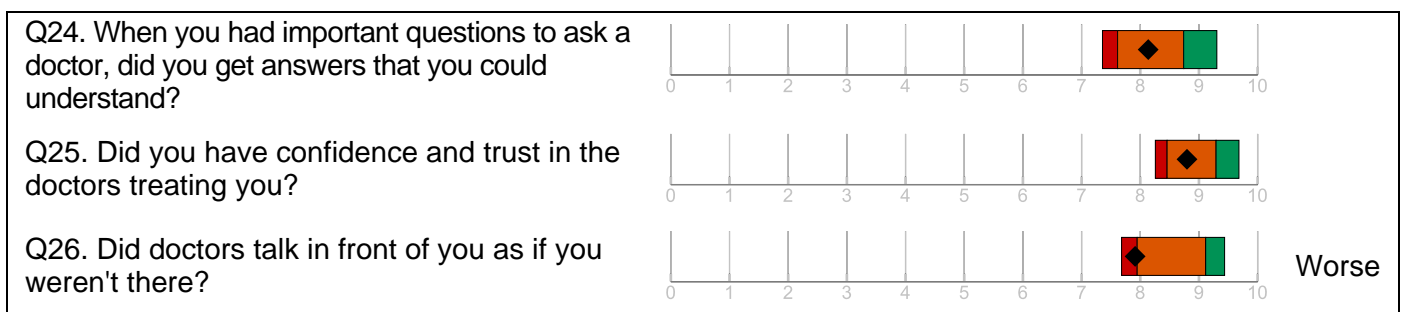 Q24. When you had important questions to ask a
doctor, did you get answers that you could
understand?
0 1 2 3 4 5 6 7 8 9 10
Q25. Did you have confidence and trust in the
doctors treating you?
0 1 2 3 4 5 6 7 8 9 10
Q26. Did doctors talk in front of you as if you
weren't there?
Worse
0 1 2 3 4 5 6 7 8 9 10